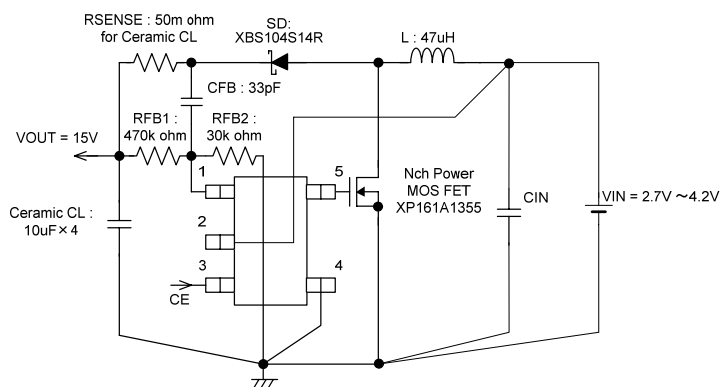 RSENSE : 50m ohm
for Ceramic CL
SD:
XBS104S14R
L : 47uH
CFB : 33pF
RFB1 :
470k ohm
RFB2 :
30k ohm
VOUT = 15V
1
5
Nch Power
MOS FET
XP161A1355
CIN
VIN = 2.7V ～4.2V
Ceramic CL :
10uF×4
2
3
4
CE